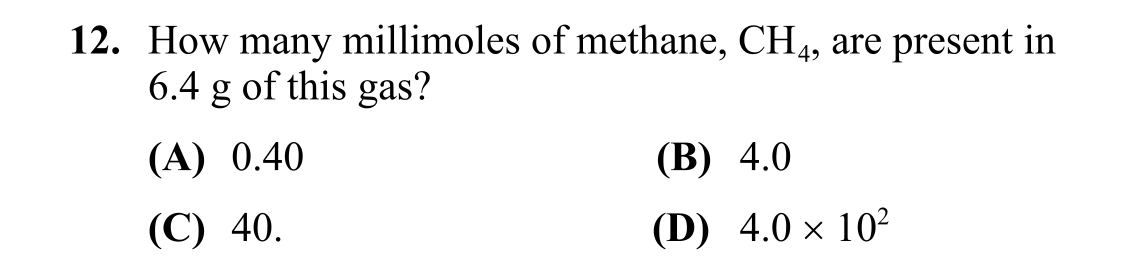 12. How many millimoles of methane, CH₄, are present in
6.4 g of this gas?
(A) 0.40 (B) 4.0
(C) 40. (D) 4.0 × 10²